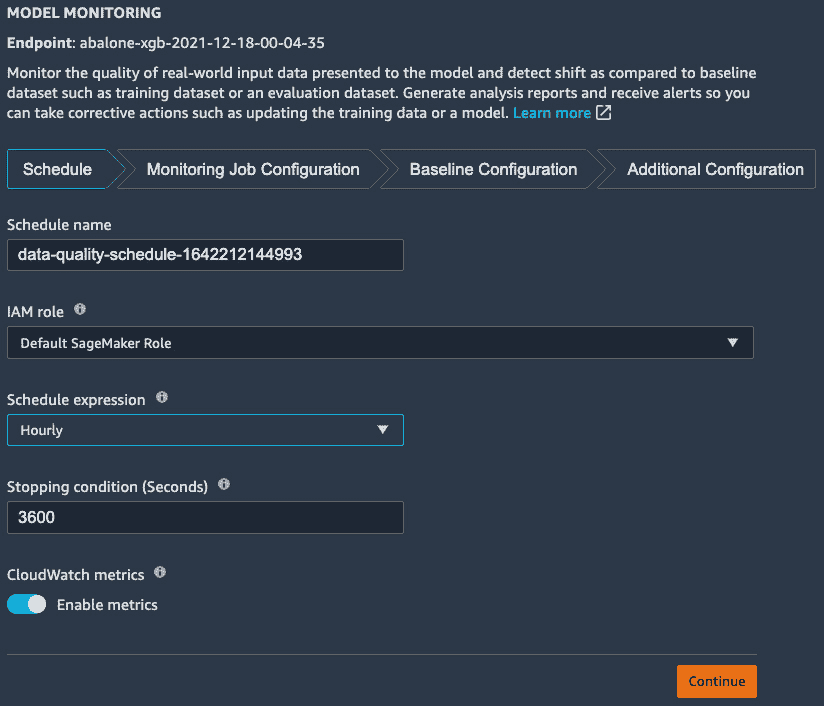 MODEL MONITORING
Endpoint: abalone-xgb-2021-12-18-00-04-35
Monitor the quality of real-world input data presented to the model and detect shift as compared to baseline
dataset such as training dataset or an evaluation dataset. Generate analysis reports and receive alerts so you
can take corrective actions such as updating the training data or a model. Learn more
Schedule
Monitoring Job Configuration
Baseline Configuration
Additional Configuration
Schedule name
data-quality-schedule-1642212144993
IAM role
Default SageMaker Role
Schedule expression
Hourly
Stopping condition (Seconds)
3600
CloudWatch metrics
Enable metrics
Continue